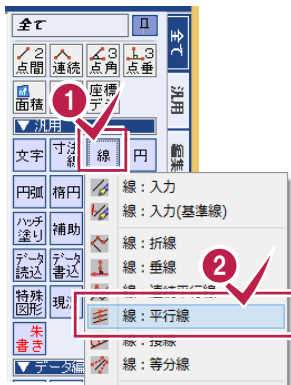 全て
全て
汎用
編集
2
点間
連続
3
点角
3
点垂
面積
座標
1
▼汎用
文字
寸法
線
線
円
円弧
楕円
線：入力
線：入力(基準線)
ハッチ
塗り
補助
線：折線
線：垂線
2
データ
読込
データ
書込
線：平行線
特殊
図形
朱
書き
線：等分線
▼データ編